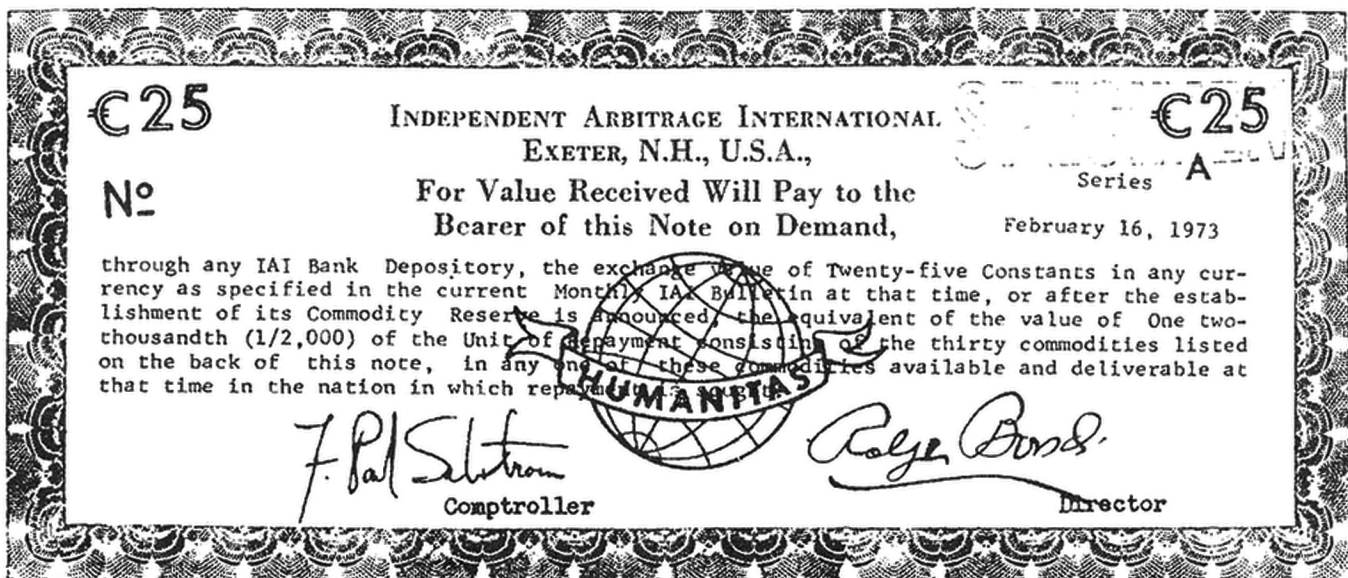 €25
INDEPENDENT ARBITRAGE INTERNATIONAL
€25
EXETER, N.H., U.S.A.,
Series A
Nº
For Value Received Will Pay to the
Bearer of this Note on Demand,
February 16, 1973
through any IAI Bank Depository, the exchange value of Twenty-five Constants in any cur-
rency as specified in the current Monthly IAI Bulletin at that time, or after the estab-
lishment of its Commodity Reserve is announced, the equivalent of the value of One two-
thousandth (1/2,000) of the Unit of Repayment consisting of the thirty commodities listed
on the back of this note, in any one of these commodities available and deliverable at
that time in the nation in which repayment is sought.
HUMANITAS
F. Paul Salstrom
Comptroller
Director